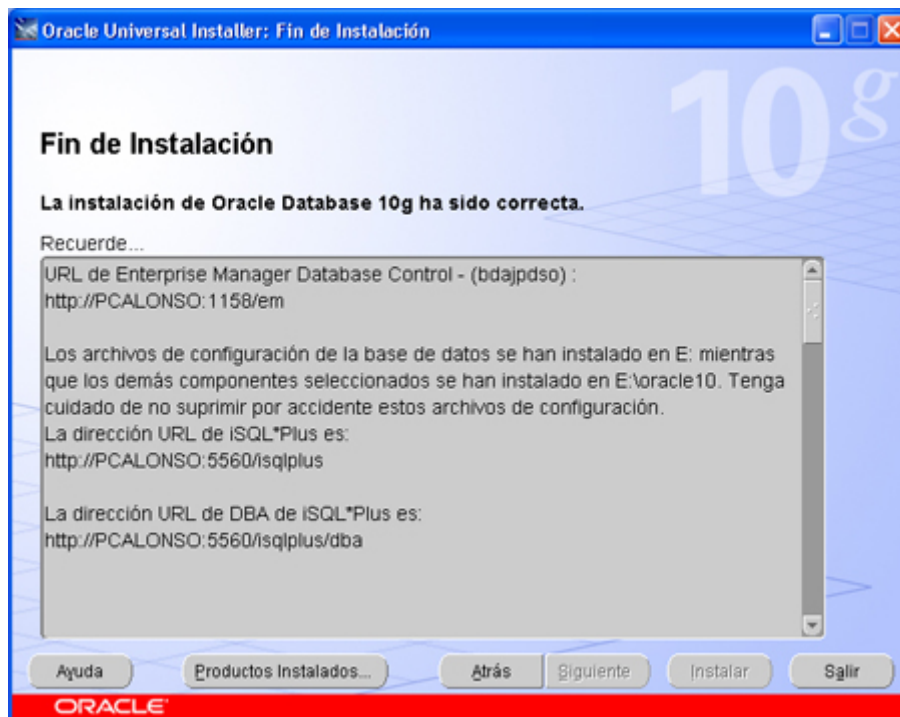 Oracle Universal Installer: Fin de Instalación
10g
Fin de Instalación
La instalación de Oracle Database 10g ha sido correcta.
Recuerde...
URL de Enterprise Manager Database Control - (bdajpdso) :
http://PCALONSO:1158/em
Los archivos de configuración de la base de datos se han instalado en E: mientras
que los demás componentes seleccionados se han instalado en E:\oracle10. Tenga
cuidado de no suprimir por accidente estos archivos de configuración.
La dirección URL de iSQL*Plus es:
http://PCALONSO:5560/isqlplus
La dirección URL de DBA de iSQL*Plus es:
http://PCALONSO:5560/isqlplus/dba
Ayuda Productos Instalados... Atrás Siguiente Instalar Salir
ORACLE